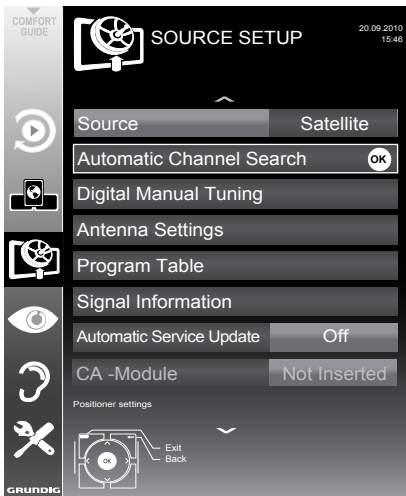 COMFORT
GUIDE
SOURCE SETUP
20.09.2010
15:46
Source Satellite
Automatic Channel Search OK
Digital Manual Tuning
Antenna Settings
Program Table
Signal Information
Automatic Service Update Off
CA -Module Not Inserted
Positioner settings
Exit
OK Back
GRUNDIG